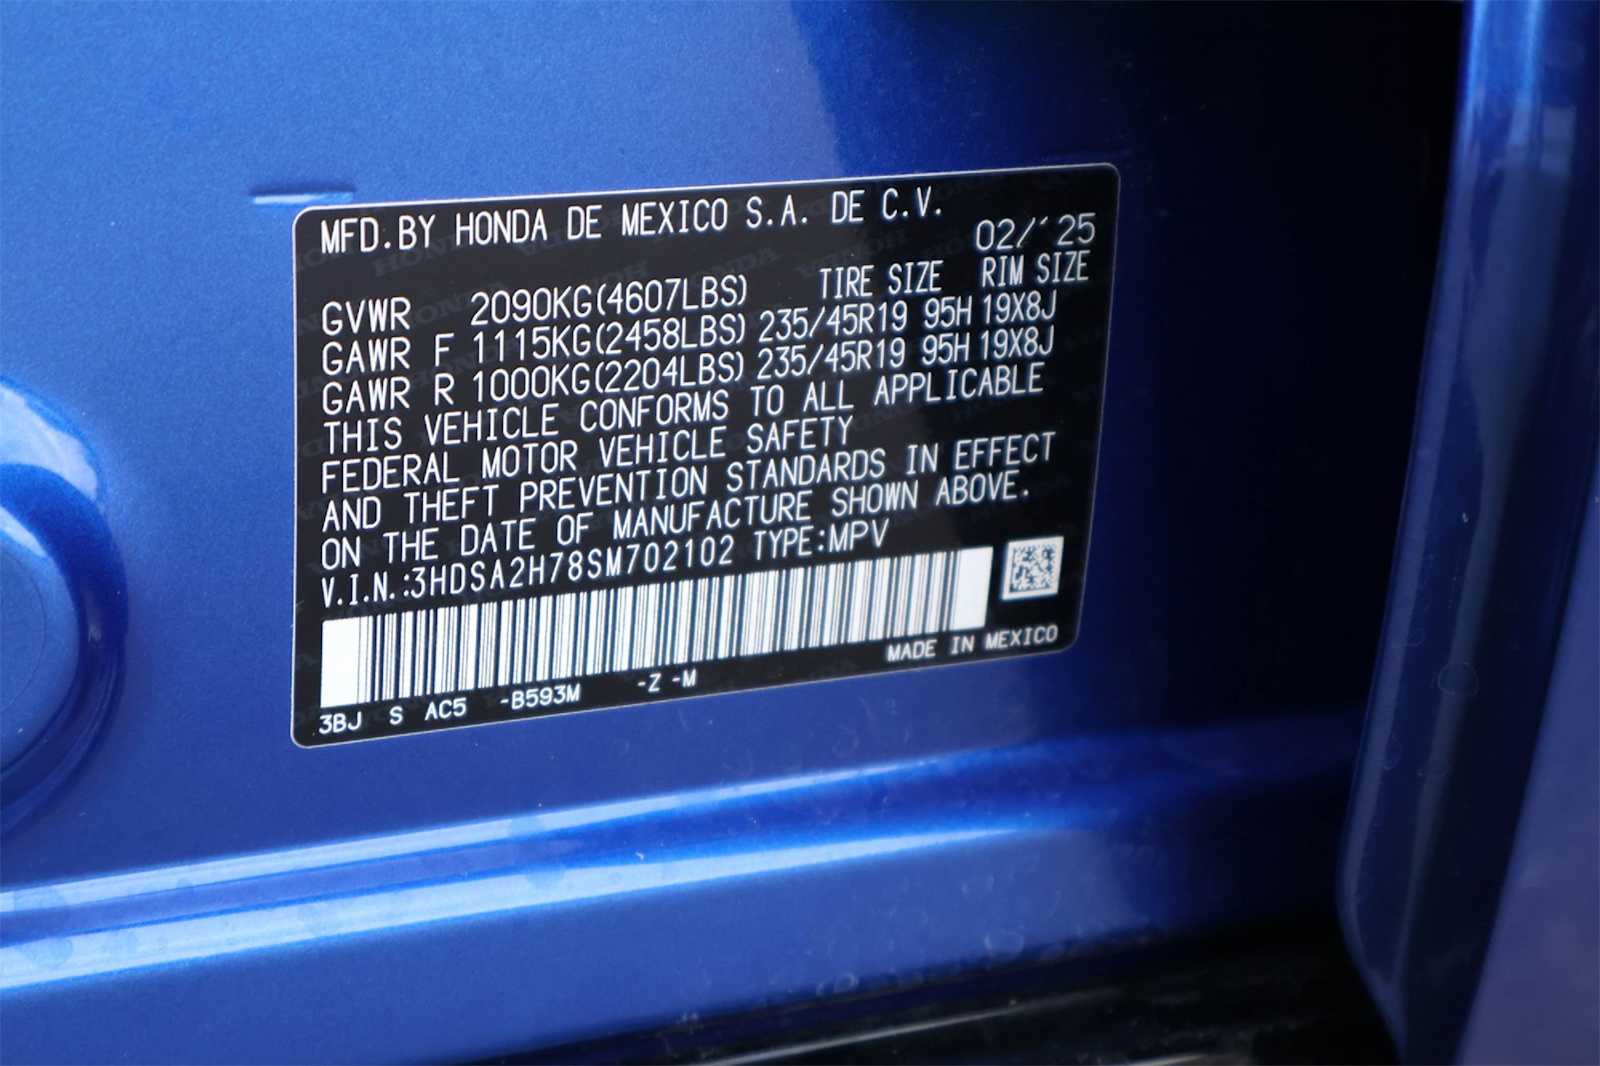 MFD.BY HONDA DE MEXICO S.A. DE C.V.
02/´25
TIRE SIZE RIM SIZE
GVWR 2090KG(4607LBS)
GAWR F 1115KG(2458LBS) 235/45R19 95H 19X8J
GAWR R 1000KG(2204LBS) 235/45R19 95H 19X8J
THIS VEHICLE CONFORMS TO ALL APPLICABLE
FEDERAL MOTOR VEHICLE SAFETY
AND THEFT PREVENTION STANDARDS IN EFFECT
ON THE DATE OF MANUFACTURE SHOWN ABOVE.
V.I.N.:3HDSA2H78SM702102 TYPE:MPV
MADE IN MEXICO
3BJ S AC5 -B593M -Z -M